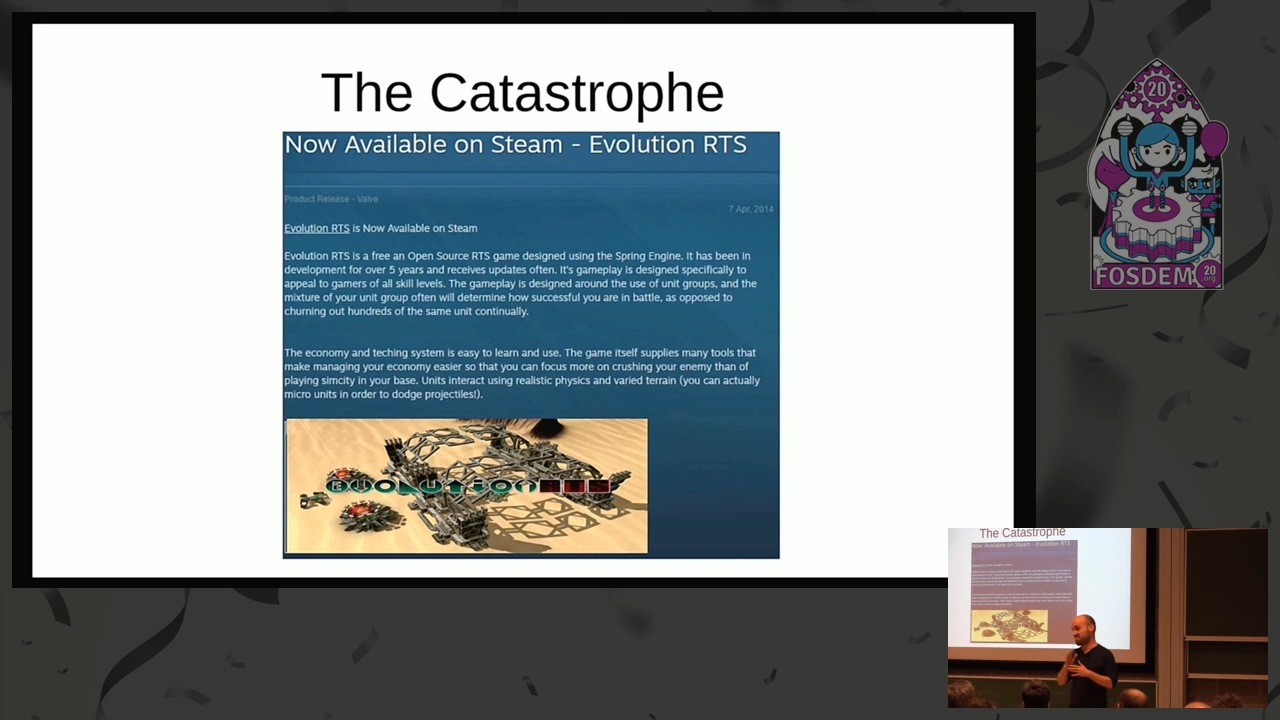 The Catastrophe
Now Available on Steam - Evolution RTS
Product Release - Valve
7 Apr, 2014
Evolution RTS is Now Available on Steam
Evolution RTS is a free an Open Source RTS game designed using the Spring Engine. It has been in
development for over 5 years and receives updates often. It's gameplay is designed specifically to
appeal to gamers of all skill levels. The gameplay is designed around the use of unit groups, and the
mixture of your unit group often will determine how successful you are in battle, as opposed to
churning out hundreds of the same unit continually.
The economy and teching system is easy to learn and use. The game itself supplies many tools that
make managing your economy easier so that you can focus more on crushing your enemy than of
playing simcity in your base. Units interact using realistic physics and varied terrain (you can actually
micro units in order to dodge projectiles!).
EVOLUTION RTS
20
FOSDEM
20
.org
The Catastrophe
Now Available on Steam - Evolution RTS